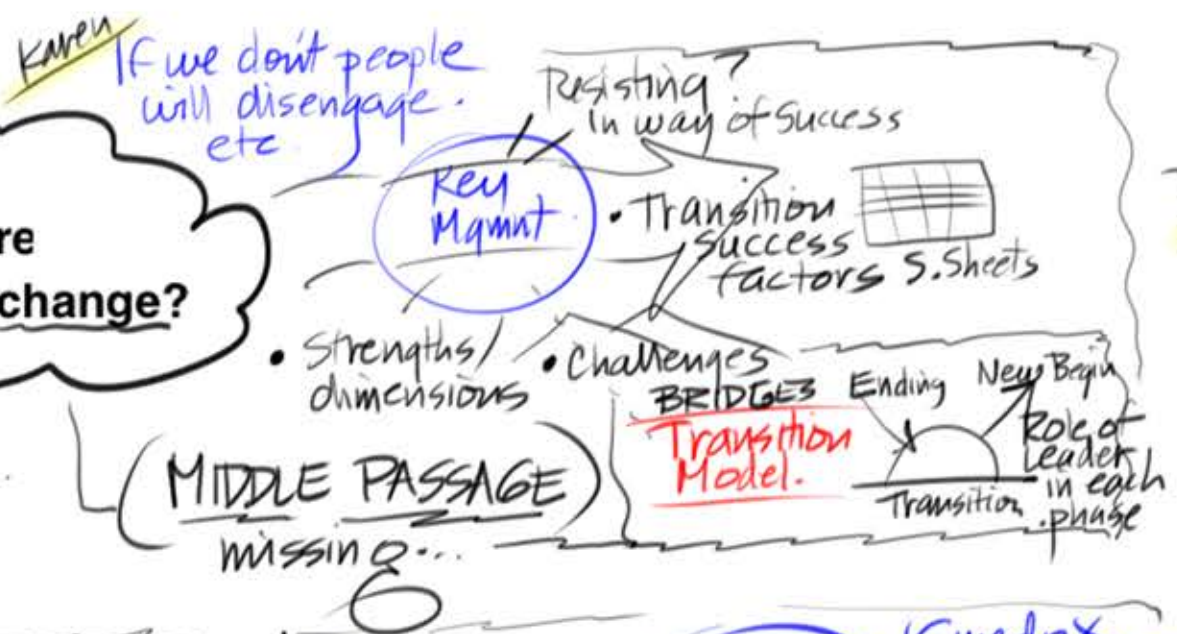 Karen
If we don't people
will disengage.
etc
re
change?
Key
Mgmnt
Resisting?
in way of success
• Transition
success
factors S.Sheets
• Strengths/
dimensions
• Challenges
BRIDGES
Transition
Model.
Ending
New Begin
Transition
Role of
Leader
in each
phase
(MIDDLE PASSAGE)
missing...